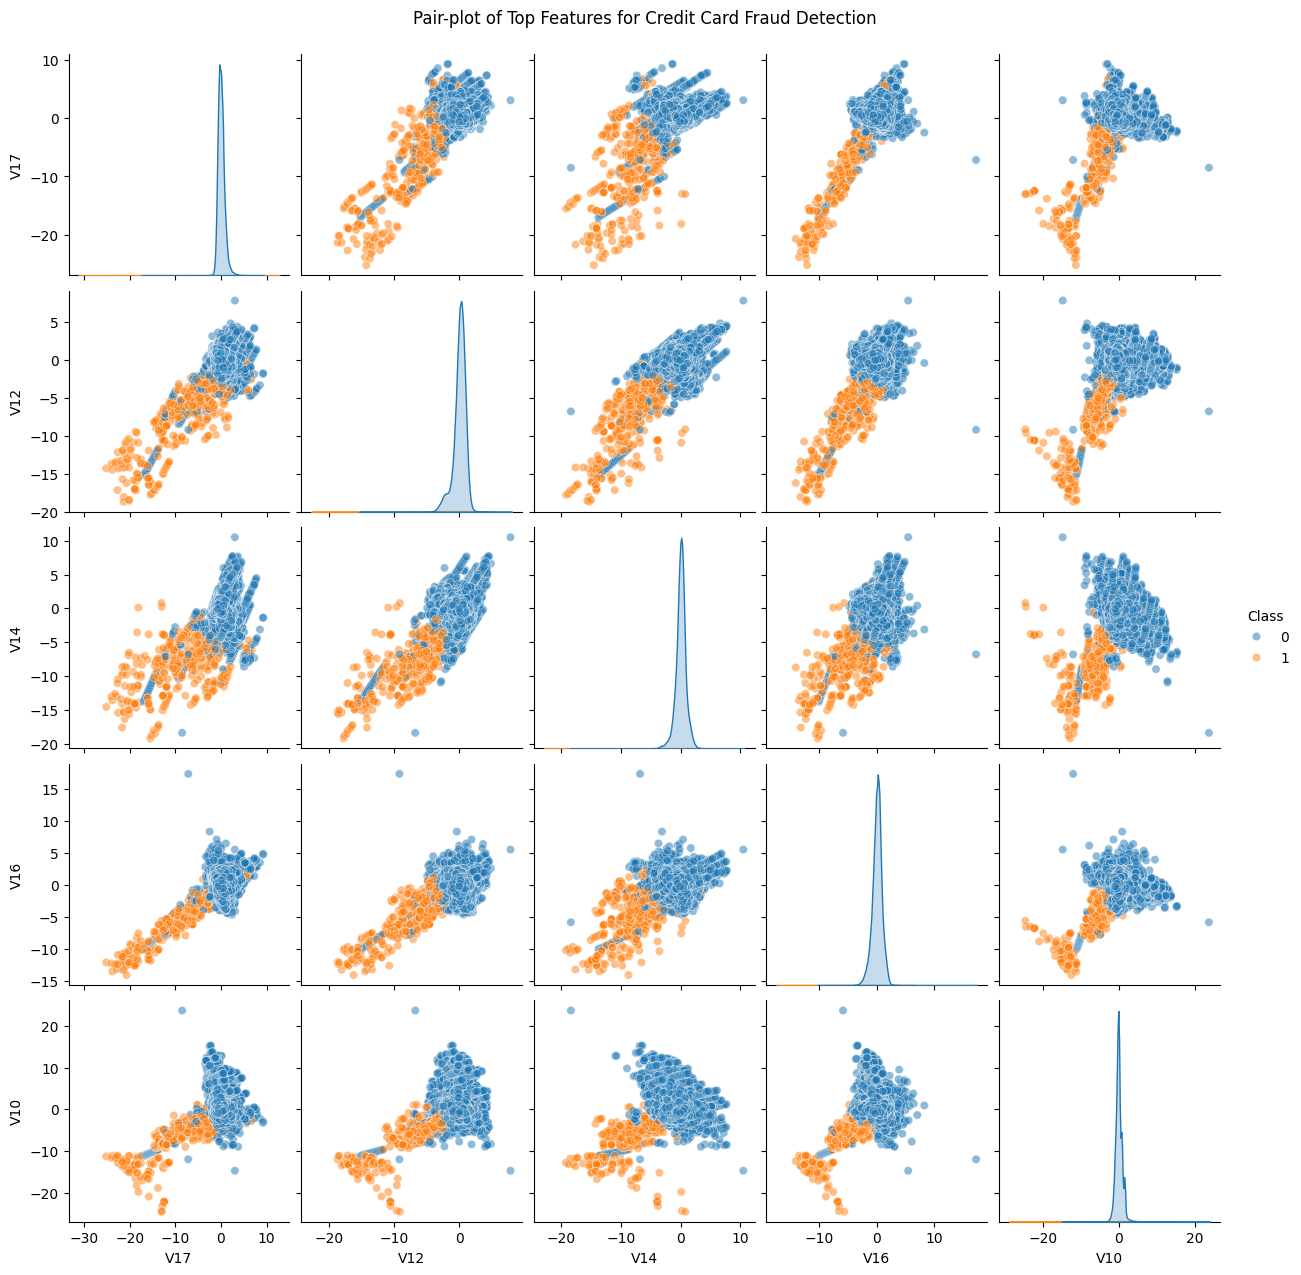 Pair-plot of Top Features for Credit Card Fraud Detection
10
0
−10
−20
V17
5
0
−5
−10
−15
−20
V12
10
5
0
−5
−10
−15
−20
V14
Class
0
1
15
10
5
0
−5
−10
−15
V16
20
10
0
−10
−20
V10
−30 −20 −10 0 10
−20 −10 0
−20 −10 0 10
−10 0 10
−20 0 20
V17 V12 V14 V16 V10